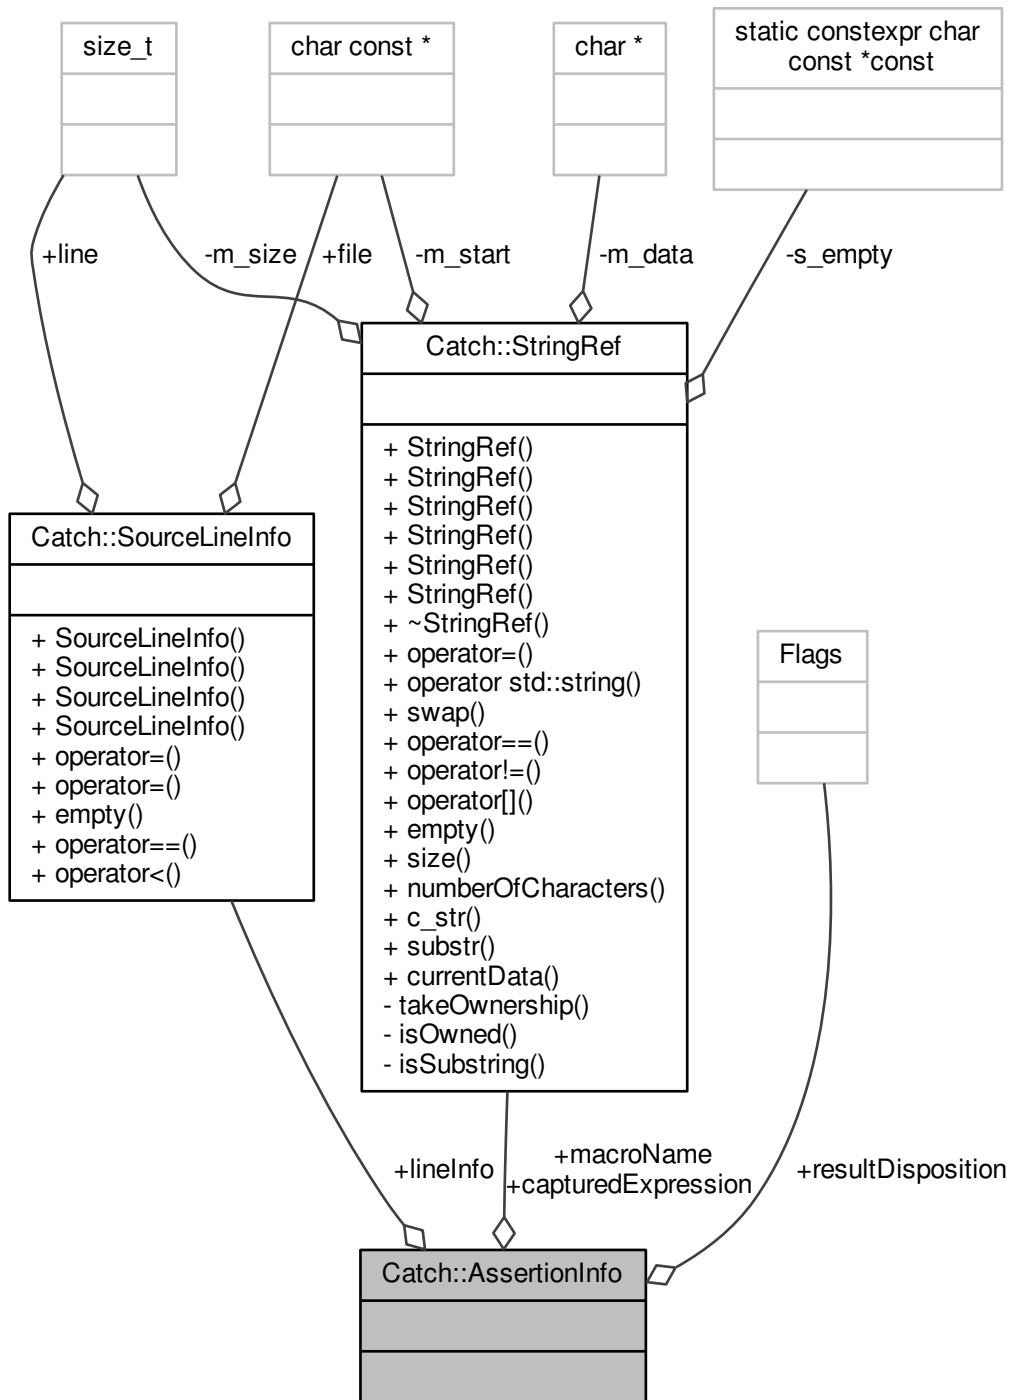 size_t
char const *
char *
static constexpr char
const *const
+line
-m_size
+file
-m_start
-m_data
-s_empty
Catch::StringRef
+ StringRef()
+ StringRef()
+ StringRef()
+ StringRef()
+ StringRef()
+ StringRef()
+ ~StringRef()
+ operator=()
+ operator std::string()
+ swap()
+ operator==()
+ operator!=()
+ operator[]()
+ empty()
+ size()
+ numberOfCharacters()
+ c_str()
+ substr()
+ currentData()
- takeOwnership()
- isOwned()
- isSubstring()
Catch::SourceLineInfo
+ SourceLineInfo()
+ SourceLineInfo()
+ SourceLineInfo()
+ SourceLineInfo()
+ operator=()
+ operator=()
+ empty()
+ operator==()
+ operator<()
Flags
+lineInfo
+macroName
+capturedExpression
+resultDisposition
Catch::AssertionInfo